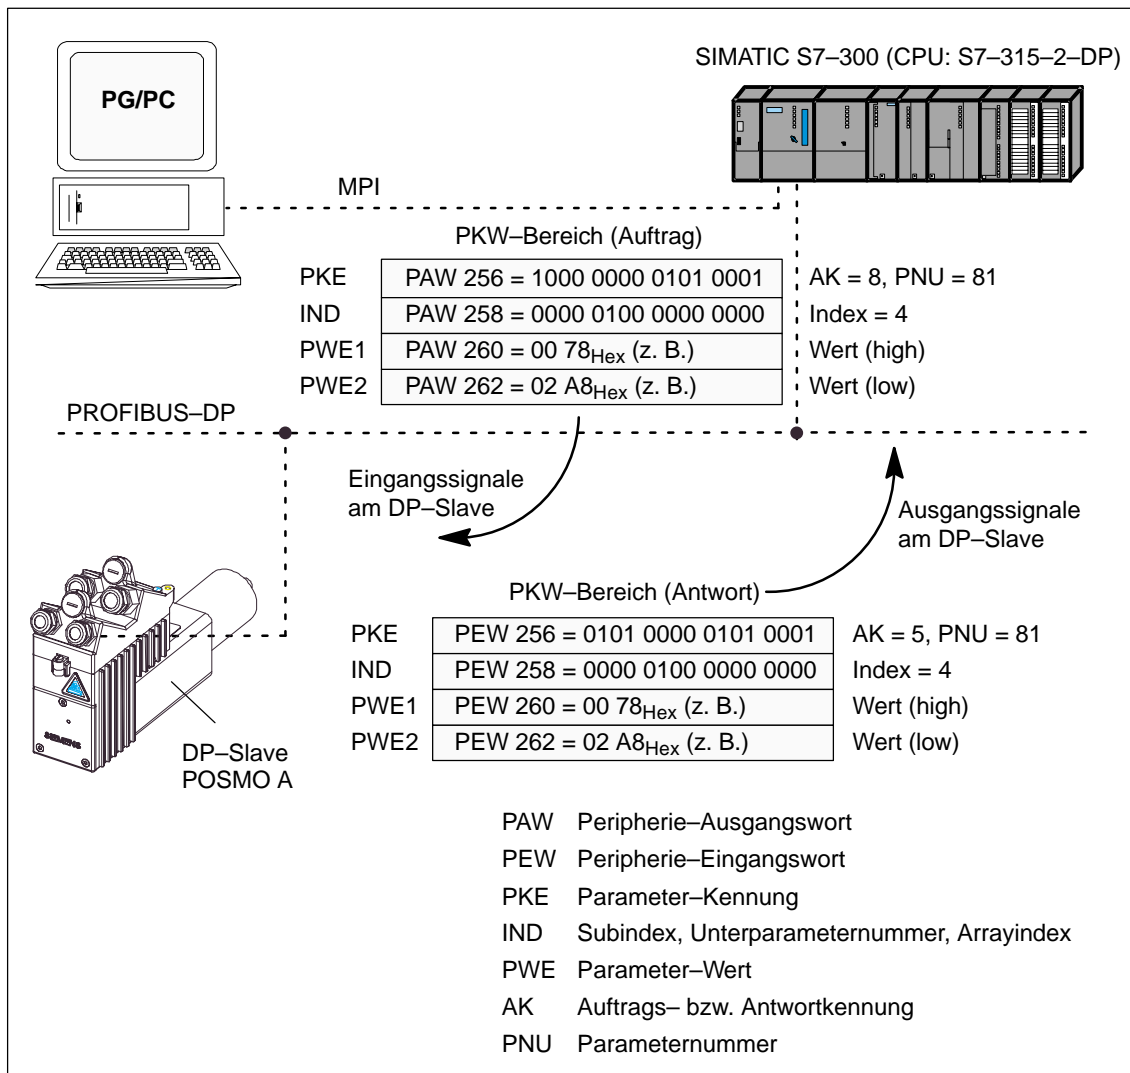 PG/PC
SIMATIC S7–300 (CPU: S7–315–2–DP)
MPI
PKW–Bereich (Auftrag)
PKE PAW 256 = 1000 0000 0101 0001 AK = 8, PNU = 81
IND PAW 258 = 0000 0100 0000 0000 Index = 4
PWE1 PAW 260 = 00 78Hex (z. B.) Wert (high)
PWE2 PAW 262 = 02 A8Hex (z. B.) Wert (low)
PROFIBUS–DP
Eingangssignale
am DP–Slave
Ausgangssignale
am DP–Slave
PKW–Bereich (Antwort)
PKE PEW 256 = 0101 0000 0101 0001 AK = 5, PNU = 81
IND PEW 258 = 0000 0100 0000 0000 Index = 4
PWE1 PEW 260 = 00 78Hex (z. B.) Wert (high)
PWE2 PEW 262 = 02 A8Hex (z. B.) Wert (low)
SIEMENS
DP–Slave
POSMO A
PAW Peripherie–Ausgangswort
PEW Peripherie–Eingangswort
PKE Parameter–Kennung
IND Subindex, Unterparameternummer, Arrayindex
PWE Parameter–Wert
AK Auftrags– bzw. Antwortkennung
PNU Parameternummer